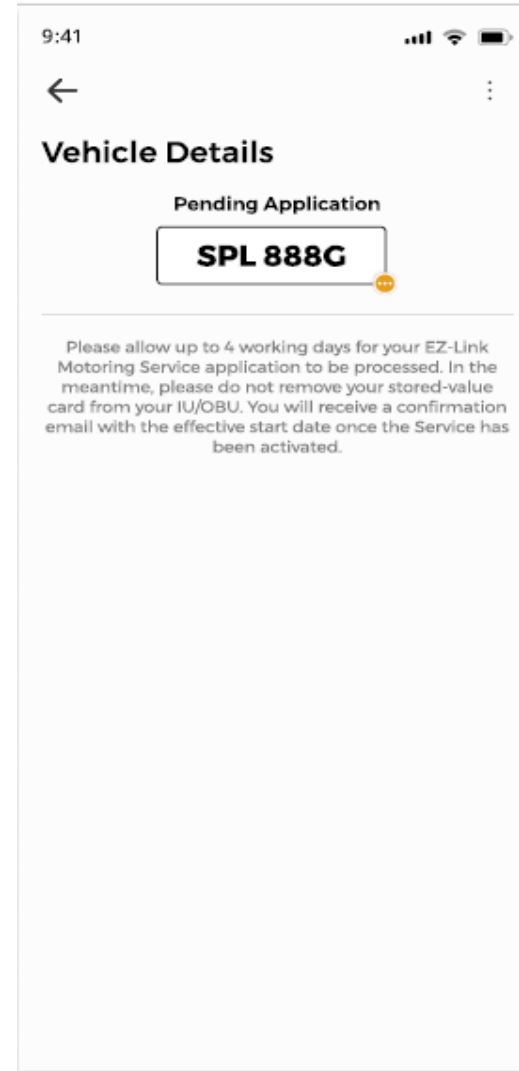 9:41
Vehicle Details
Pending Application
SPL 888G
Please allow up to 4 working days for your EZ-Link
Motoring Service application to be processed. In the
meantime, please do not remove your stored-value
card from your IU/OBU. You will receive a confirmation
email with the effective start date once the Service has
been activated.